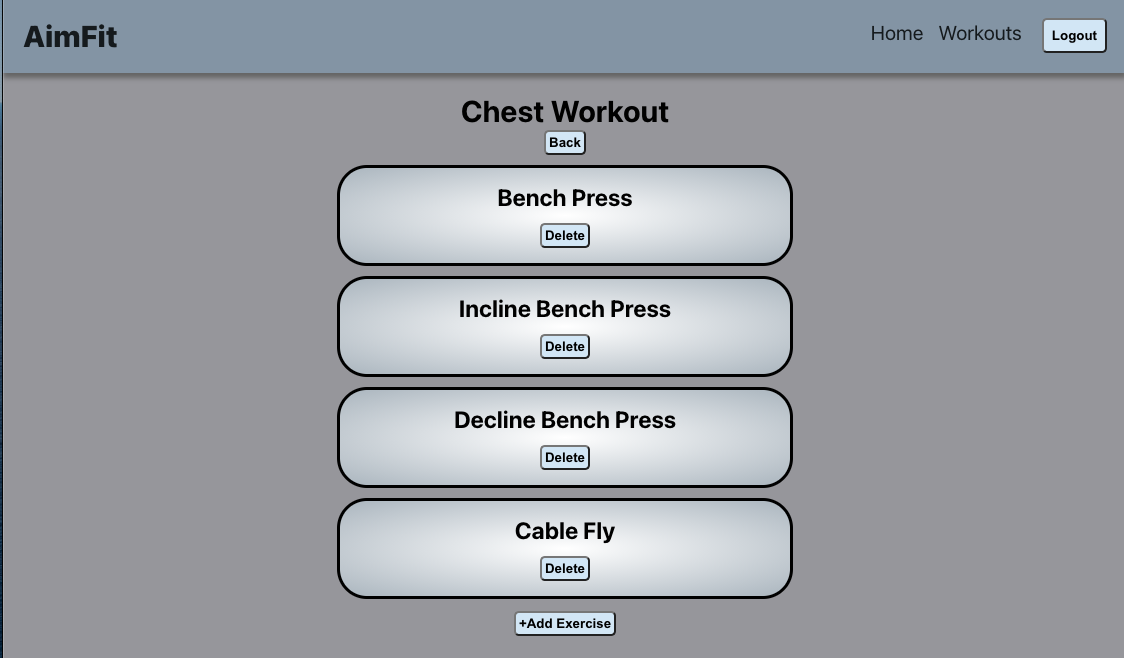 AimFit
Home Workouts Logout
Chest Workout
Back
Bench Press
Delete
Incline Bench Press
Delete
Decline Bench Press
Delete
Cable Fly
Delete
+Add Exercise